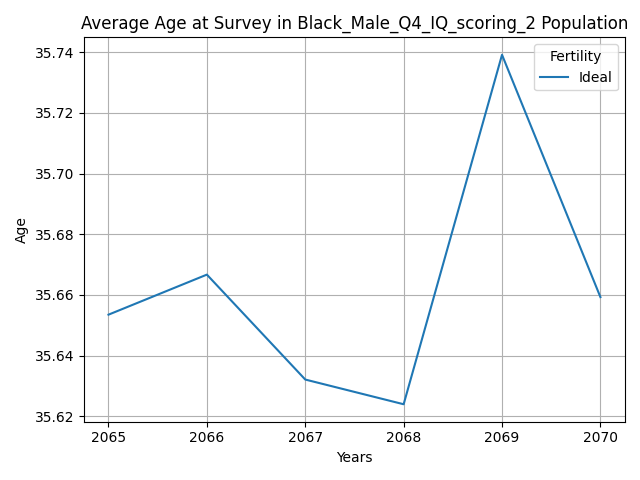 Average Age at Survey in Black_Male_Q4_IQ_scoring_2 Population
Fertility
Ideal
35.74
35.72
35.70
35.68
35.66
35.64
35.62
Age
2065 2066 2067 2068 2069 2070
Years